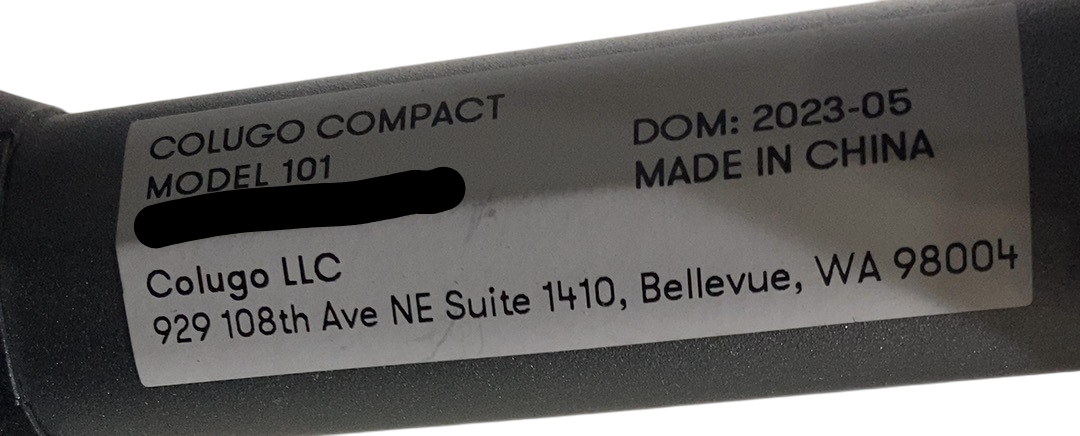 COLUGO COMPACT
MODEL 101
DOM: 2023-05
MADE IN CHINA
Colugo LLC
929 108th Ave NE Suite 1410, Bellevue, WA 98004